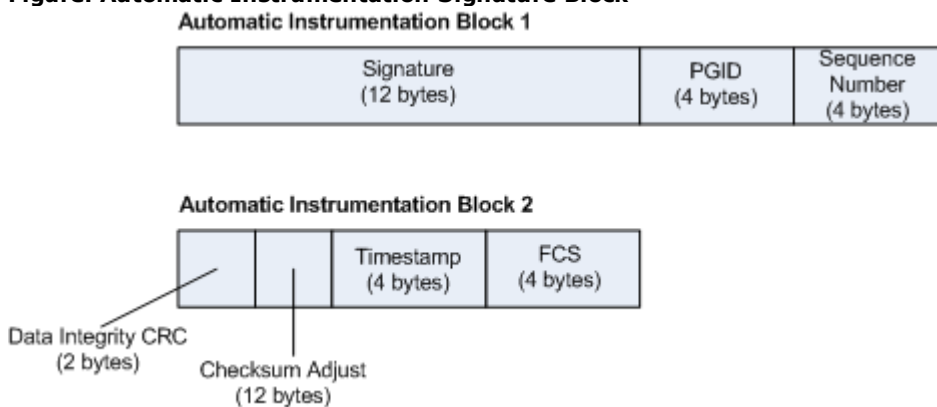 Figure: Automatic Instrumentation Signature Block
Automatic Instrumentation Block 1
Signature
(12 bytes)
PGID
(4 bytes)
Sequence
Number
(4 bytes)
Automatic Instrumentation Block 2
Timestamp
(4 bytes)
FCS
(4 bytes)
Data Integrity CRC
(2 bytes)
Checksum Adjust
(12 bytes)